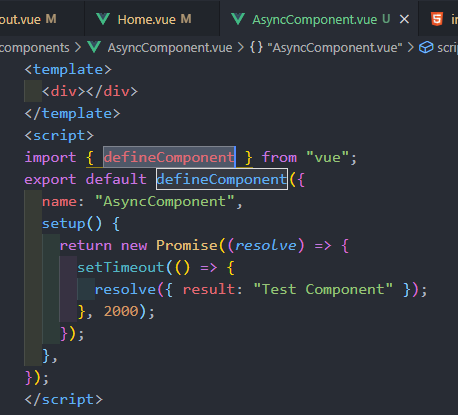 out.vue M Home.vue M AsyncComponent.vue U
components > AsyncComponent.vue > {} "AsyncComponent.vue" >
<template>
<div></div>
</template>
<script>
import { defineComponent } from "vue";
export default defineComponent({
name: "AsyncComponent",
setup() {
return new Promise((resolve) => {
setTimeout(() => {
resolve({ result: "Test Component" });
}, 2000);
});
},
});
</script>